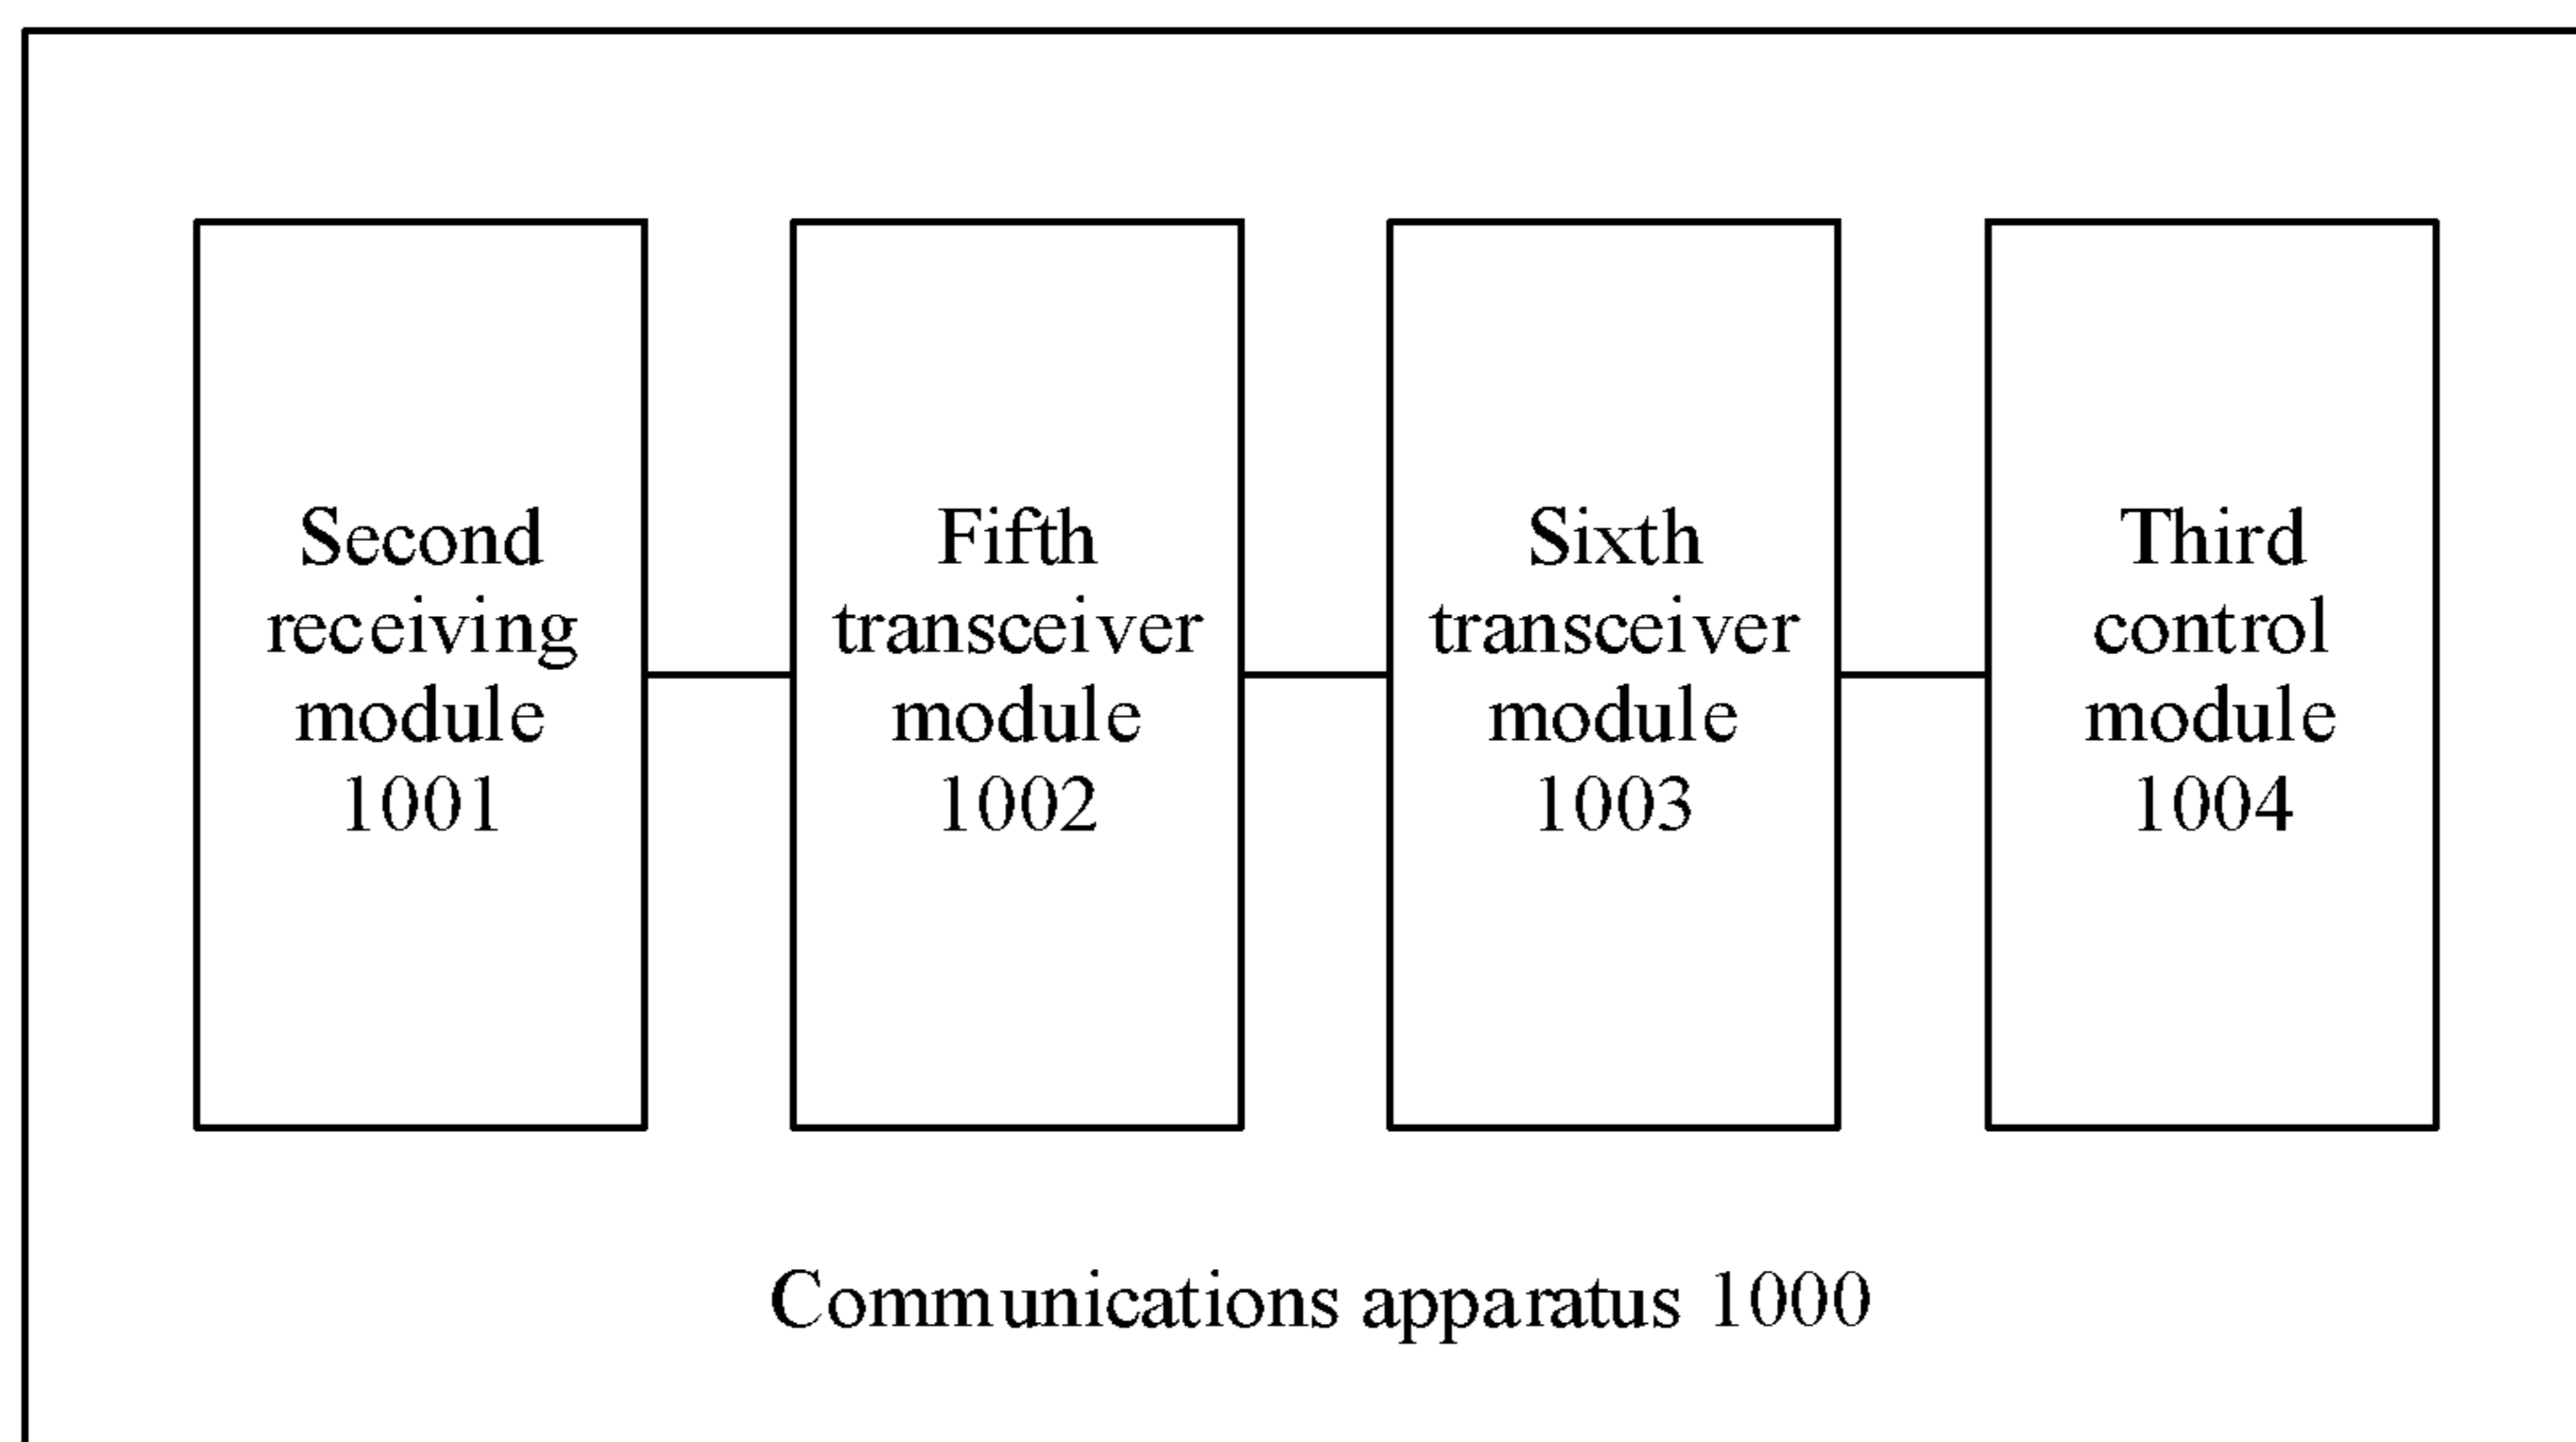 Second
receiving
module
1001
Fifth
transceiver
module
1002
Sixth
transceiver
module
1003
Third
control
module
1004
Communications apparatus 1000